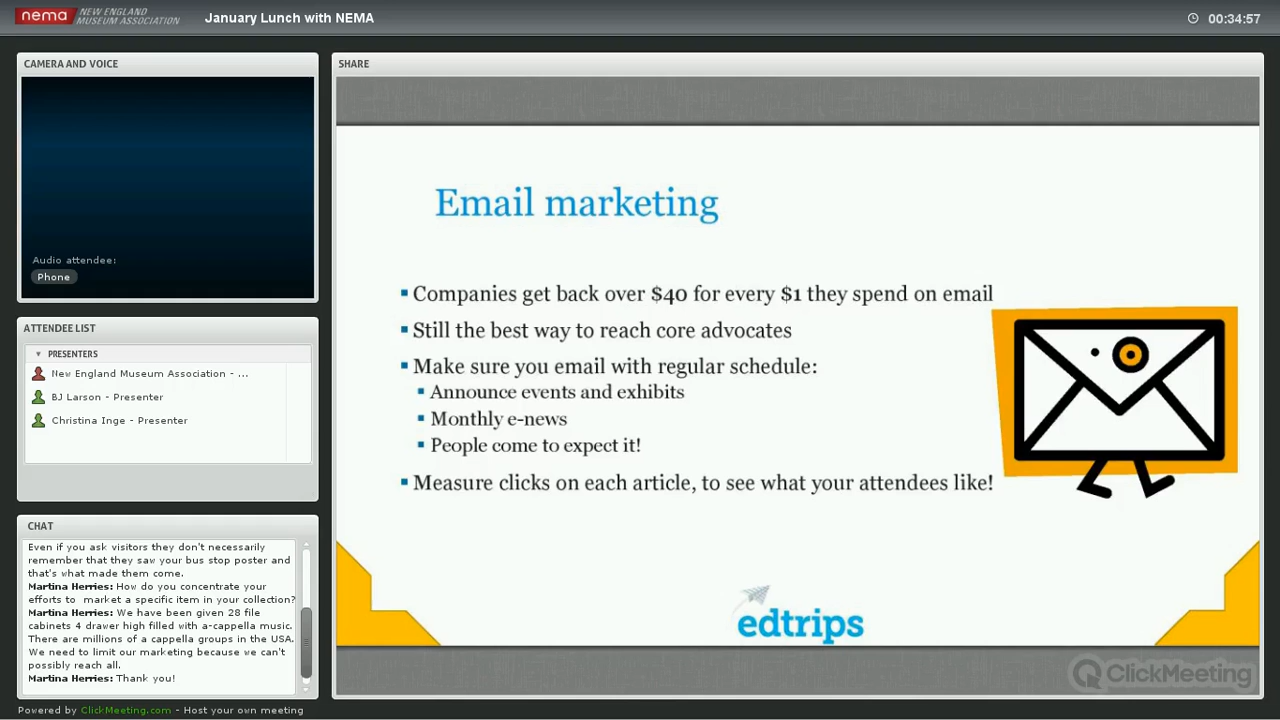 nema NEW ENGLAND
MUSEUM ASSOCIATION
January Lunch with NEMA
00:34:57
CAMERA AND VOICE
Audio attendee:
Phone
ATTENDEE LIST
PRESENTERS
New England Museum Association - ...
BJ Larson - Presenter
Christina Inge - Presenter
CHAT
Even if you ask visitors they don't necessarily
remember that they saw your bus stop poster and
that's what made them come.
Martina Herries: How do you concentrate your
efforts to market a specific item in your collection?
Martina Herries: We have been given 28 file
cabinets 4 drawer high filled with a-cappella music.
There are millions of a cappella groups in the USA.
We need to limit our marketing because we can't
possibly reach all.
Martina Herries: Thank you!
SHARE
Email marketing
Companies get back over $40 for every $1 they spend on email
Still the best way to reach core advocates
Make sure you email with regular schedule:
Announce events and exhibits
Monthly e-news
People come to expect it!
Measure clicks on each article, to see what your attendees like!
edtrips
ClickMeeting
Powered by ClickMeeting.com - Host your own meeting